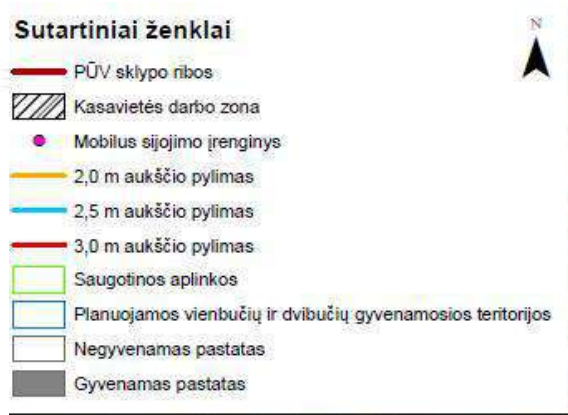 Sutartiniai ženklai
N
PŪV sklypo ribos
Kasavietės darbo zona
Mobilus sijojimo įrenginys
2,0 m aukščio pylimas
2,5 m aukščio pylimas
3,0 m aukščio pylimas
Saugotinos aplinkos
Planuojamos vienbučių ir dvibučių gyvenamosios teritorijos
Negyvenamas pastatas
Gyvenamas pastatas